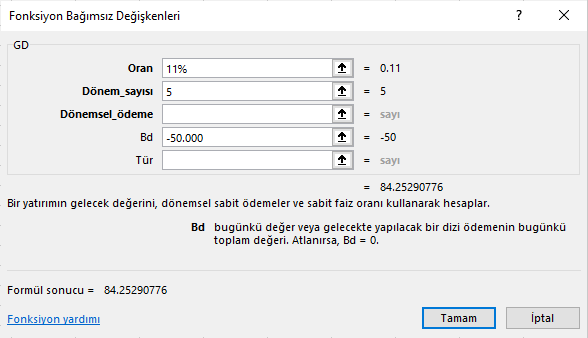 Fonksiyon Bağımsız Değişkenleri ? ×
GD
Oran 11% = 0.11
Dönem_sayısı 5 = 5
Dönemsel_ödeme = sayı
Bd -50.000 = -50
Tür = sayı
= 84.25290776
Bir yatırımın gelecek değerini, dönemsel sabit ödemeler ve sabit faiz oranı kullanarak hesaplar.
Bd bugünkü değer veya gelecekte yapılacak bir dizi ödemenin bugünkü
toplam değeri. Atlanırsa, Bd = 0.
Formül sonucu = 84.25290776
Fonksiyon yardımı Tamam İptal